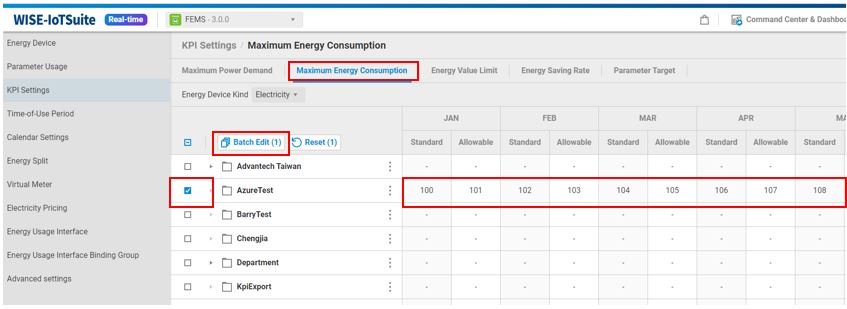 WISE-IoTSuite Real-time FEMS - 3.0.0 Command Center & Dashboa
Energy Device
Parameter Usage
KPI Settings
Time-of-Use Period
Calendar Settings
Energy Split
Virtual Meter
Electricity Pricing
Energy Usage Interface
Energy Usage Interface Binding Group
Advanced settings
KPI Settings / Maximum Energy Consumption
Maximum Power Demand Maximum Energy Consumption Energy Value Limit Energy Saving Rate Parameter Target
Energy Device Kind Electricity
JAN FEB MAR APR MA
Batch Edit (1) Reset (1) Standard Allowable Standard Allowable Standard Allowable Standard Allowable Standard
Advantech Taiwan - - - - - - - - -
AzureTest 100 101 102 103 104 105 106 107 108
BarryTest - - - - - - - - -
Chengjia - - - - - - - - -
Department - - - - - - - - -
KpiExport - - - - - - - - -